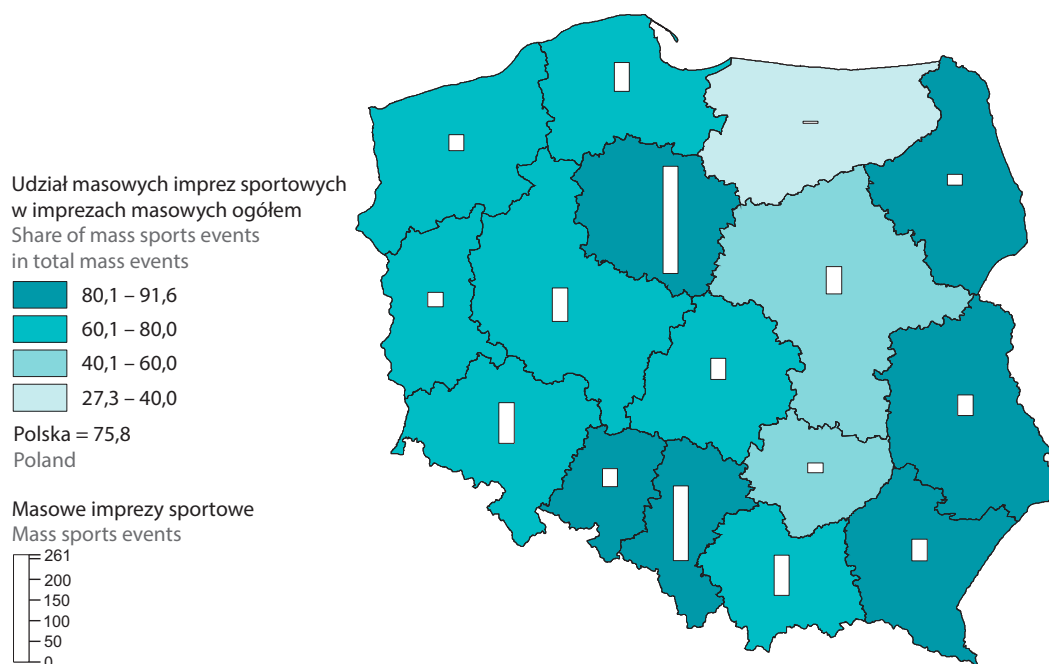 Udział masowych imprez sportowych
w imprezach masowych ogółem
Share of mass sports events
in total mass events
80,1 – 91,6
60,1 – 80,0
40,1 – 60,0
27,3 – 40,0
Polska = 75,8
Poland
Masowe imprezy sportowe
Mass sports events
261
200
150
100
50
0